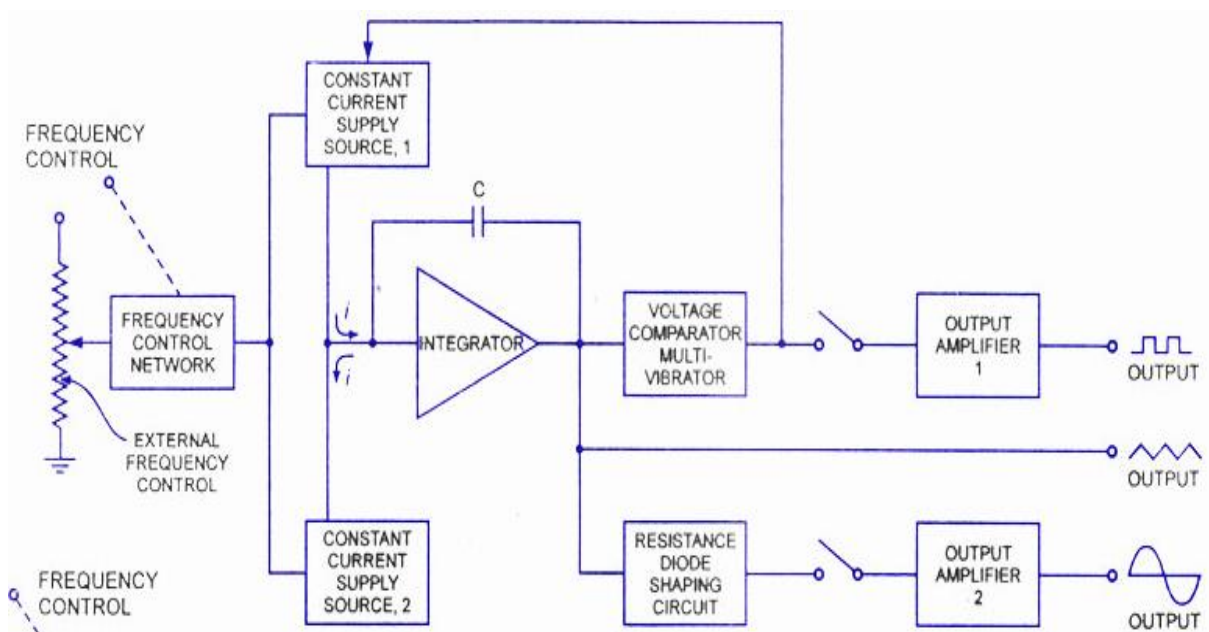 CONSTANT
CURRENT
SUPPLY
SOURCE, 1
FREQUENCY
CONTROL
C
FREQUENCY
CONTROL
NETWORK
i
i
INTEGRATOR
VOLTAGE
COMPARATOR
MULTI-
VIBRATOR
OUTPUT
AMPLIFIER
1
OUTPUT
EXTERNAL
FREQUENCY
CONTROL
OUTPUT
CONSTANT
CURRENT
SUPPLY
SOURCE, 2
RESISTANCE
DIODE
SHAPING
CIRCUIT
OUTPUT
AMPLIFIER
2
OUTPUT
FREQUENCY
CONTROL